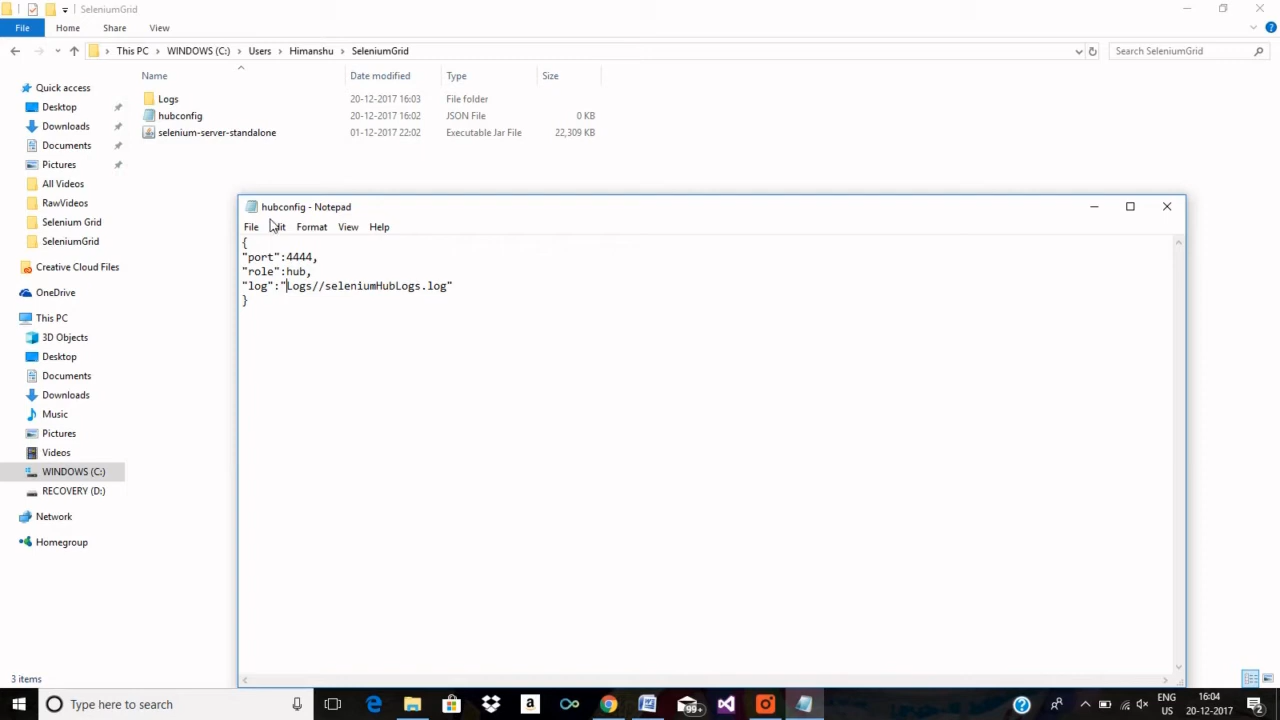 SeleniumGrid
File Home Share View
This PC WINDOWS (C:) Users Himanshu SeleniumGrid Search SeleniumGrid
Name Date modified Type Size
Quick access
Desktop
Downloads
Documents
Pictures
All Videos
RawVideos
Selenium Grid
SeleniumGrid
Creative Cloud Files
OneDrive
This PC
3D Objects
Desktop
Documents
Downloads
Music
Pictures
Videos
WINDOWS (C:)
RECOVERY (D:)
Network
Homegroup
Logs 20-12-2017 16:03 File folder
hubconfig 20-12-2017 16:02 JSON File 0 KB
selenium-server-standalone 01-12-2017 22:02 Executable Jar File 22,309 KB
hubconfig - Notepad
File Edit Format View Help
{
"port":4444,
"role":hub,
"log":"Logs//seleniumHubLogs.log"
}
3 items
Type here to search
99+
ENG
US
16:04
20-12-2017
2